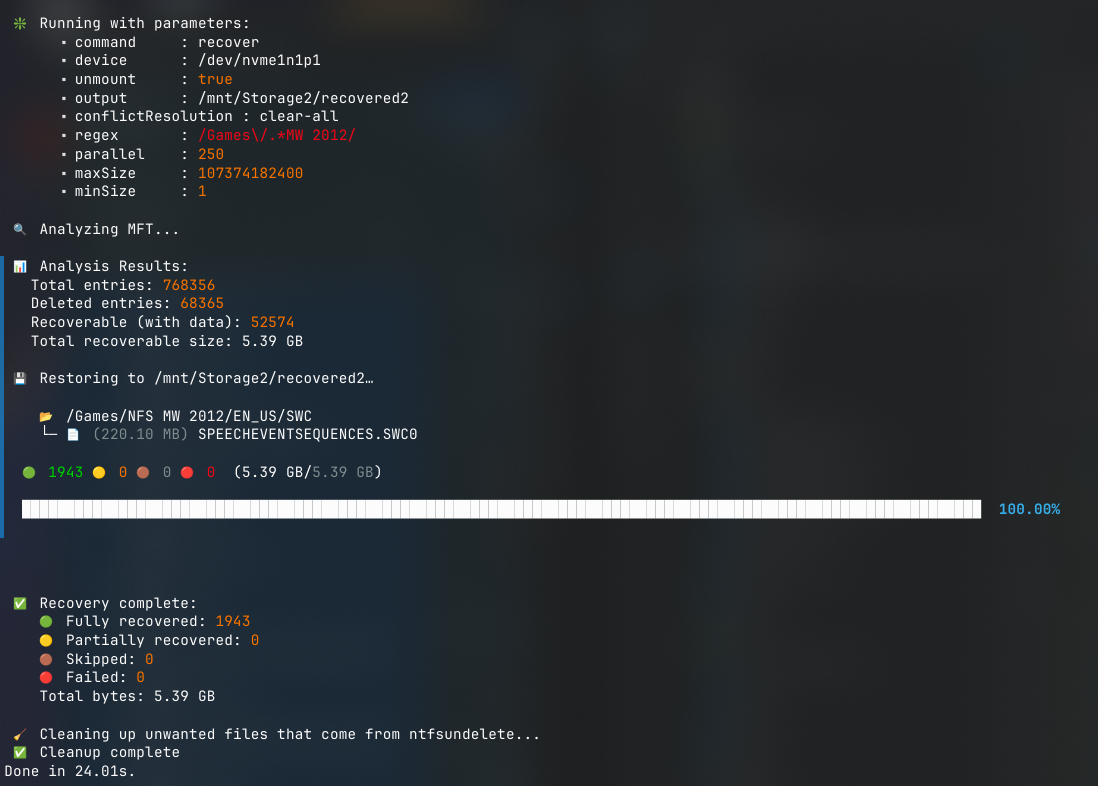 ❇️ Running with parameters:
▪ command : recover
▪ device : /dev/nvme1n1p1
▪ unmount : true
▪ output : /mnt/Storage2/recovered2
▪ conflictResolution : clear-all
▪ regex : /Games\/.*MW 2012/
▪ parallel : 250
▪ maxSize : 107374182400
▪ minSize : 1
🔍 Analyzing MFT...
📊 Analysis Results:
Total entries: 768356
Deleted entries: 68365
Recoverable (with data): 52574
Total recoverable size: 5.39 GB
💾 Restoring to /mnt/Storage2/recovered2…
📂 /Games/NFS MW 2012/EN_US/SWC
└─ 📄 (220.10 MB) SPEECHEVENTSEQUENCES.SWC0
🟢 1943 🟡 0 🟤 0 🔴 0 (5.39 GB/5.39 GB)
100.00%
✅ Recovery complete:
🟢 Fully recovered: 1943
🟡 Partially recovered: 0
🟤 Skipped: 0
🔴 Failed: 0
Total bytes: 5.39 GB
🧹 Cleaning up unwanted files that come from ntfsundelete...
✅ Cleanup complete
Done in 24.01s.